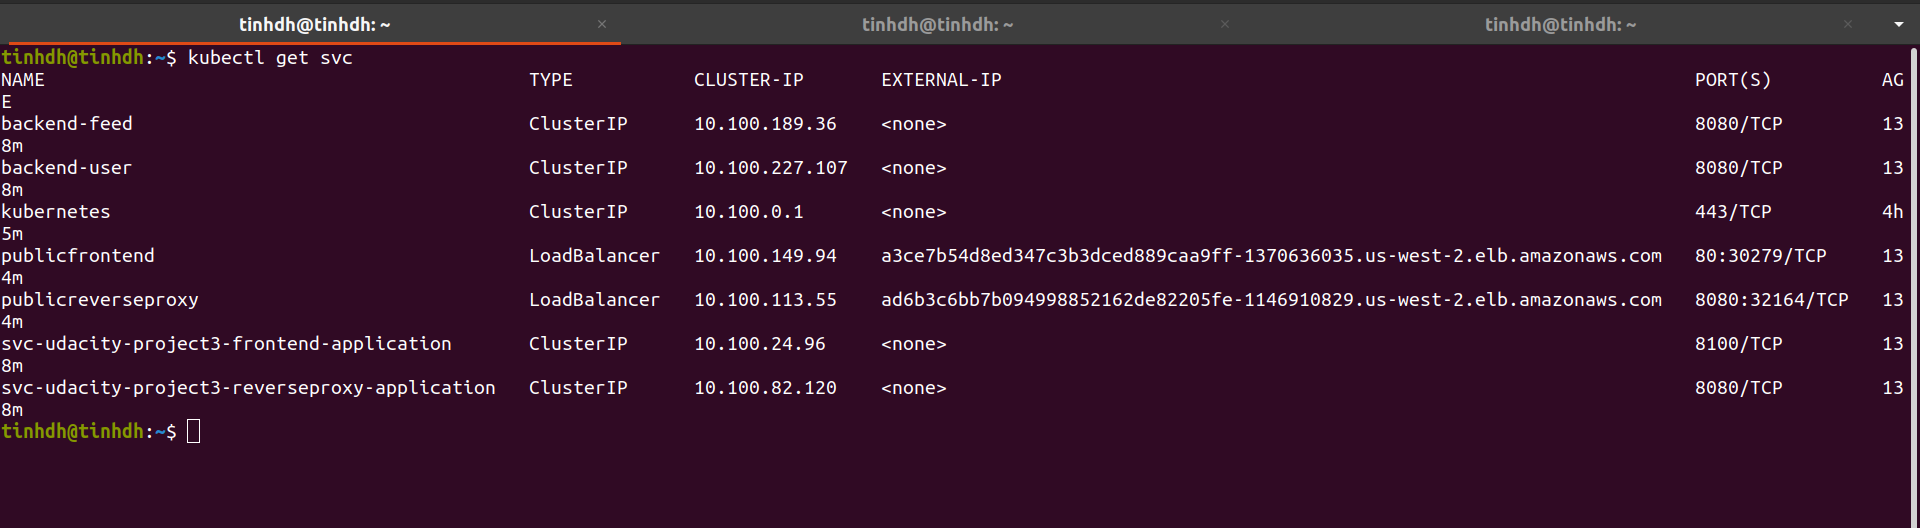 tinhdh@tinhdh: ~ × tinhdh@tinhdh: ~ × tinhdh@tinhdh: ~ ×
tinhdh@tinhdh:~$ kubectl get svc
NAME TYPE CLUSTER-IP EXTERNAL-IP PORT(S) AG
E
backend-feed ClusterIP 10.100.189.36 <none> 8080/TCP 13
8m
backend-user ClusterIP 10.100.227.107 <none> 8080/TCP 13
8m
kubernetes ClusterIP 10.100.0.1 <none> 443/TCP 4h
5m
publicfrontend LoadBalancer 10.100.149.94 a3ce7b54d8ed347c3b3dced889caa9ff-1370636035.us-west-2.elb.amazonaws.com 80:30279/TCP 13
4m
publicreverseproxy LoadBalancer 10.100.113.55 ad6b3c6bb7b094998852162de82205fe-1146910829.us-west-2.elb.amazonaws.com 8080:32164/TCP 13
4m
svc-udacity-project3-frontend-application ClusterIP 10.100.24.96 <none> 8100/TCP 13
8m
svc-udacity-project3-reverseproxy-application ClusterIP 10.100.82.120 <none> 8080/TCP 13
8m
tinhdh@tinhdh:~$